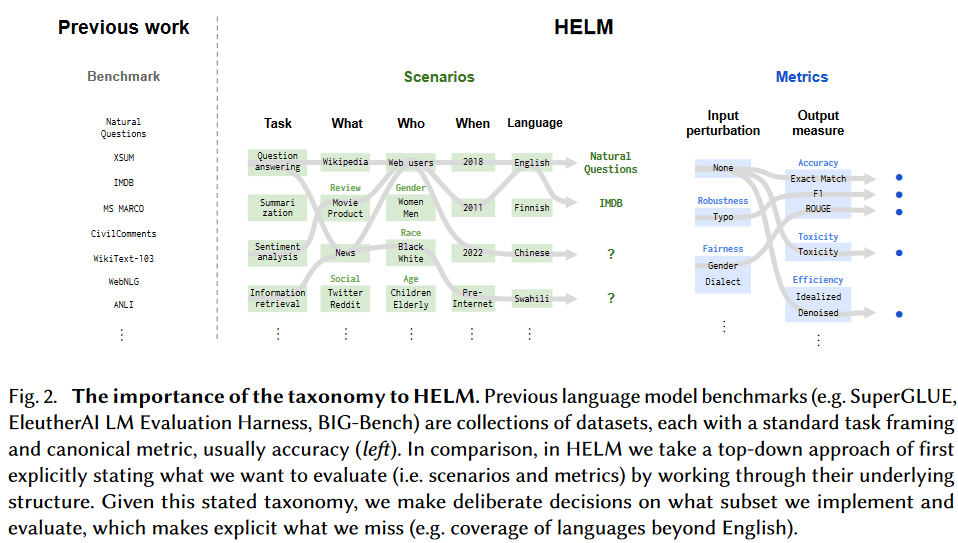 Previous work
HELM
Benchmark
Scenarios
Metrics
Natural
Questions
XSUM
IMDB
MS MARCO
CivilComments
WikiText-103
WebNLG
ANLI
⋮
Task
What
Who
When
Language
Question
answering
Wikipedia
Web users
2018
English
Natural
Questions
Summari
zation
Review
Movie
Product
Gender
Women
Men
2011
Finnish
IMDB
Sentiment
analysis
News
Race
Black
White
2022
Chinese
?
Information
retrieval
Social
Twitter
Reddit
Age
Children
Elderly
Pre-
Internet
Swahili
?
⋮ ⋮ ⋮ ⋮ ⋮
Input
perturbation
None
Robustness
Typo
Fairness
Gender
Dialect
⋮
Output
measure
Accuracy
Exact Match
F1
ROUGE
Toxicity
Toxicity
Efficiency
Idealized
Denoised
⋮
Fig. 2. The importance of the taxonomy to HELM. Previous language model benchmarks (e.g. SuperGLUE,
EleutherAI LM Evaluation Harness, BIG-Bench) are collections of datasets, each with a standard task framing
and canonical metric, usually accuracy (left). In comparison, in HELM we take a top-down approach of first
explicitly stating what we want to evaluate (i.e. scenarios and metrics) by working through their underlying
structure. Given this stated taxonomy, we make deliberate decisions on what subset we implement and
evaluate, which makes explicit what we miss (e.g. coverage of languages beyond English).